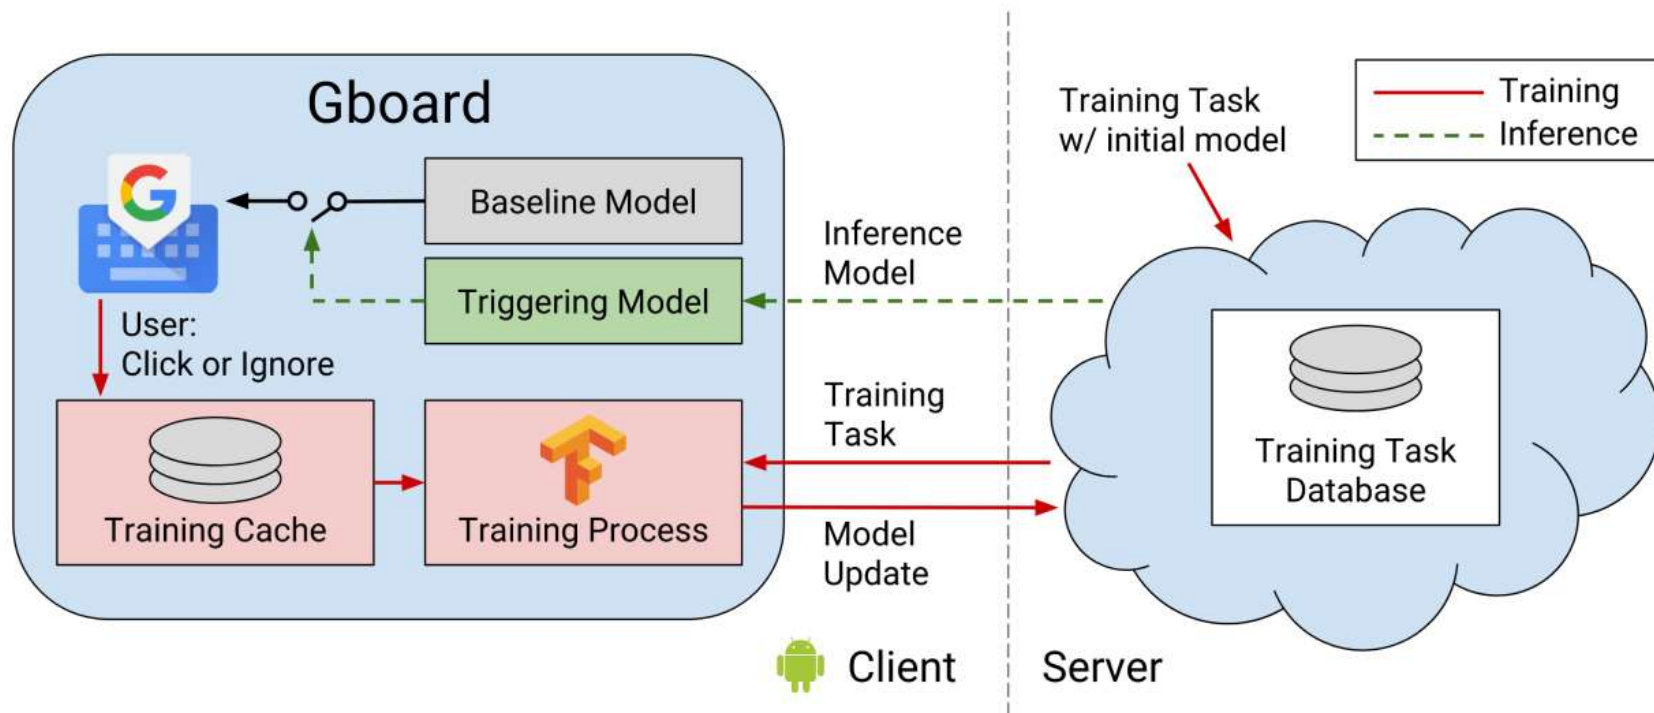 Gboard
Baseline Model
Triggering Model
User:
Click or Ignore
Training Cache
Training Process
Inference
Model
Training
Task
Model
Update
Client
Server
Training Task
w/ initial model
Training
Inference
Training Task
Database